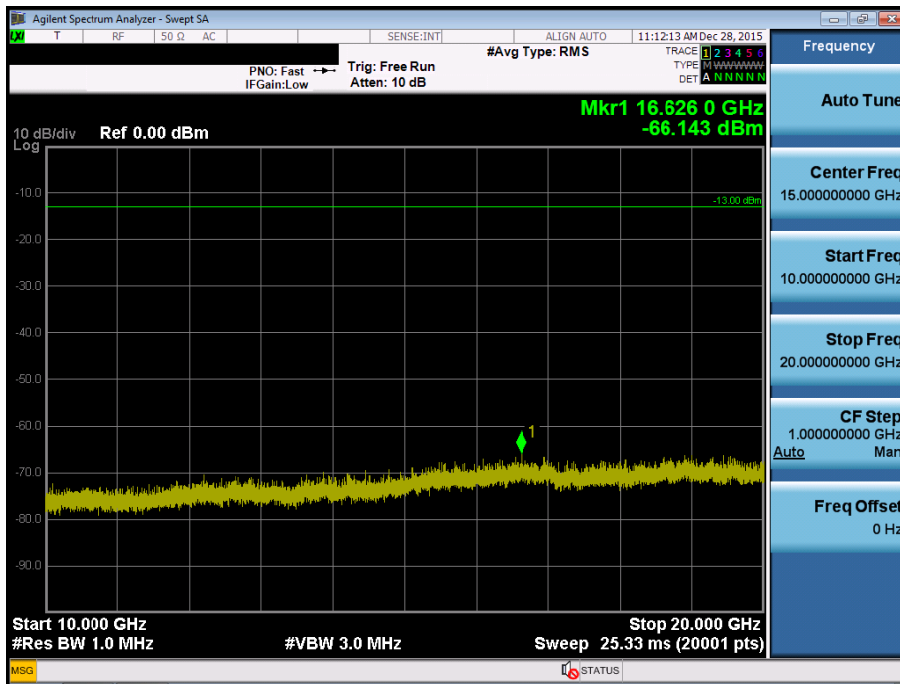 Agilent Spectrum Analyzer - Swept SA
LXI T RF 50 Ω AC SENSE:INT ALIGN AUTO 11:12:13 AM Dec 28, 2015
PNO: Fast Trig: Free Run #Avg Type: RMS TRACE 1 2 3 4 5 6
IFGain:Low Atten: 10 dB TYPE M W W W W W
DET A N N N N N
Mkr1 16.626 0 GHz
-66.143 dBm
10 dB/div Ref 0.00 dBm
Log
-10.0
-13.00 dBm
-20.0
-30.0
-40.0
-50.0
-60.0
1
-70.0
-80.0
-90.0
Start 10.000 GHz Stop 20.000 GHz
#Res BW 1.0 MHz #VBW 3.0 MHz Sweep 25.33 ms (20001 pts)
MSG STATUS
Frequency
Auto Tune
Center Freq
15.000000000 GHz
Start Freq
10.000000000 GHz
Stop Freq
20.000000000 GHz
CF Step
1.000000000 GHz
Auto Man
Freq Offset
0 Hz